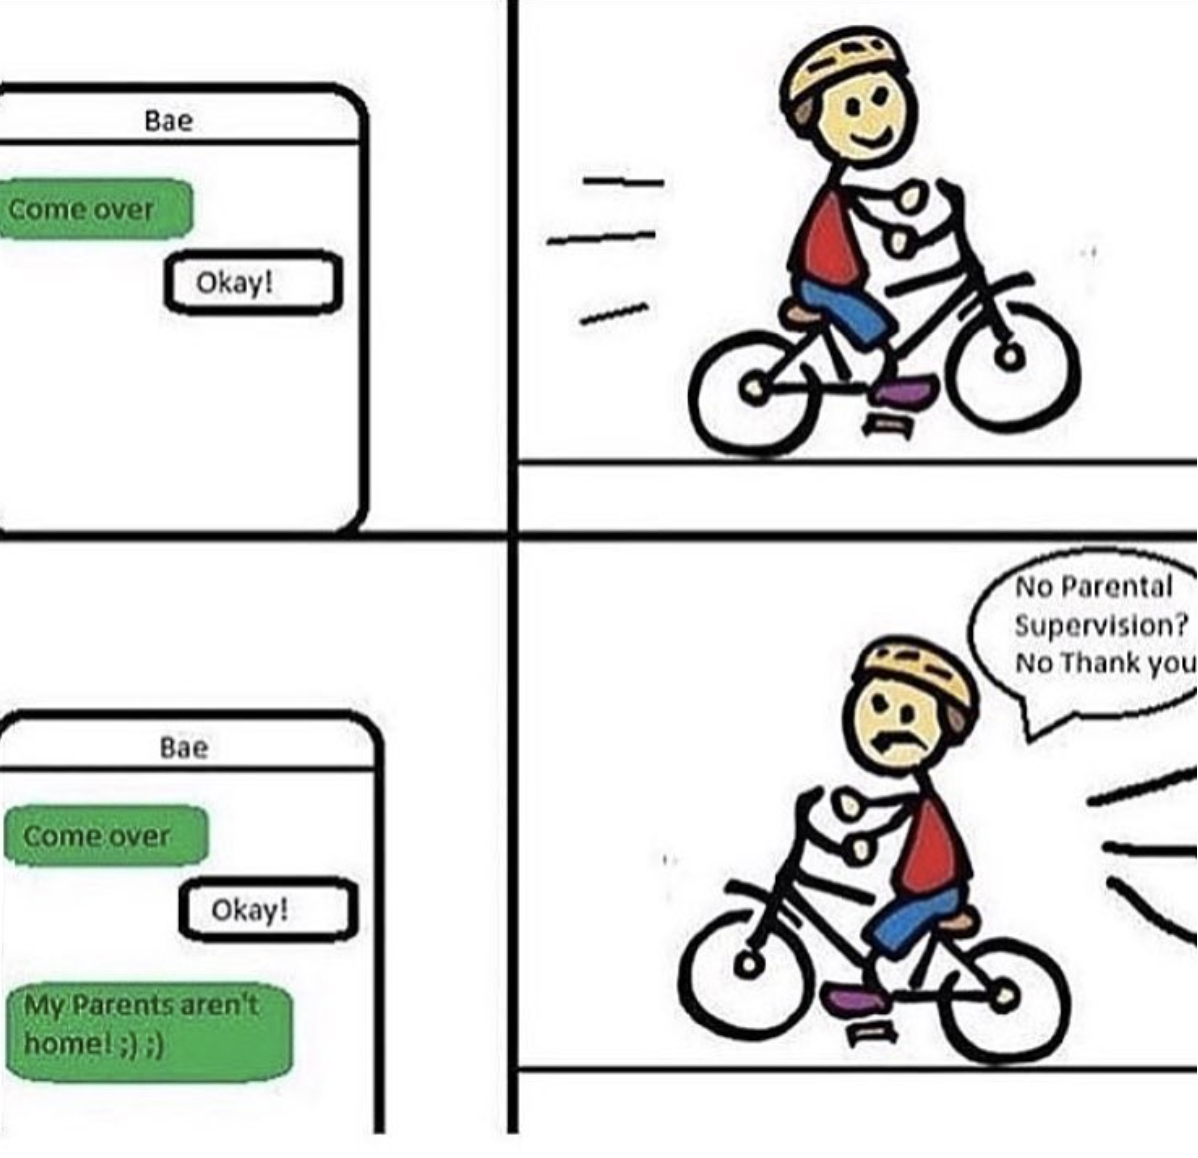 Bae
Come over
Okay!
Bae
Come over
Okay!
My Parents aren't
home! ;) ;)
No Parental
Supervision?
No Thank you